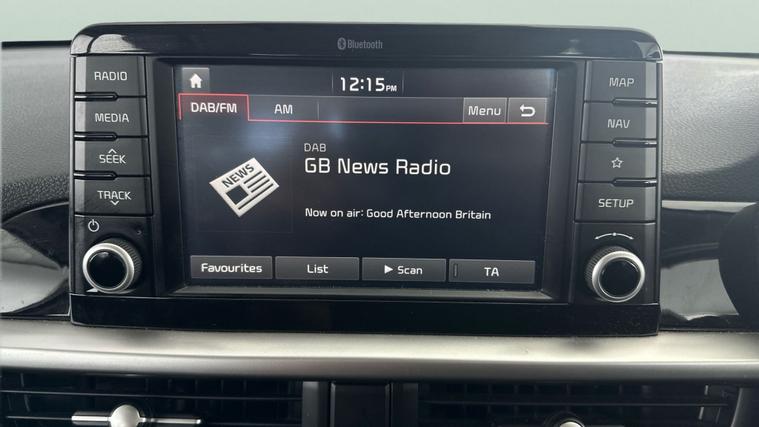 Bluetooth
RADIO
MEDIA
SEEK
TRACK
12:15PM
DAB/FM
AM
Menu
NEWS
DAB
GB News Radio
Now on air: Good Afternoon Britain
Favourites
List
Scan
TA
MAP
NAV
SETUP